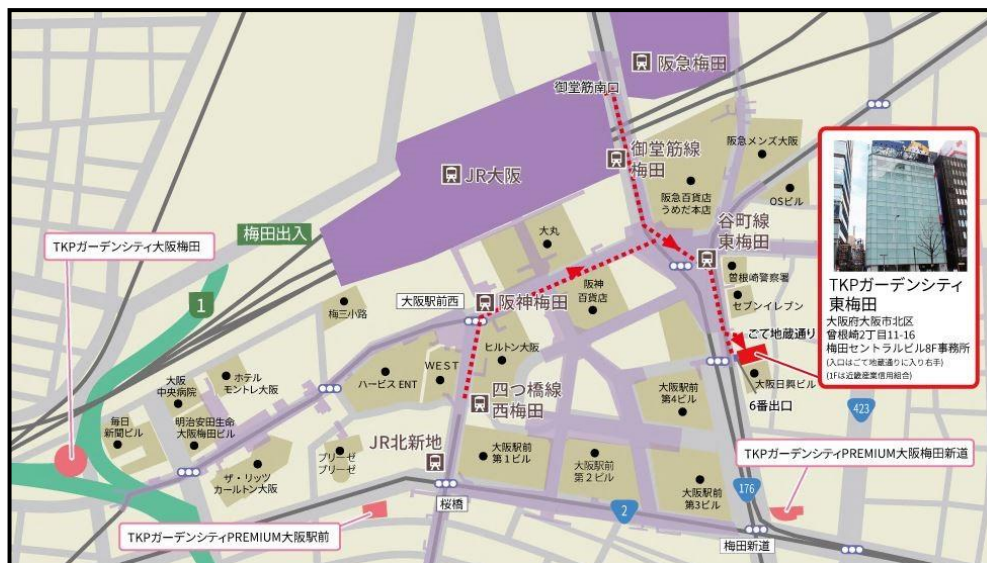 阪急梅田
御堂筋南口
御堂筋線
梅田
JR大阪
阪急メンズ大阪
阪急百貨店
うめだ本店
OSビル
TKPガーデンシティ大阪梅田
梅田出入
1
大丸
谷町線
東梅田
曽根崎警察署
セブンイレブン
阪神
百貨店
大阪駅前西
阪神梅田
梅三小路
ごて地蔵通り
TKPガーデンシティ
東梅田
大阪府大阪市北区
曾根崎2丁目11-16
梅田セントラルビル8F事務所
(入口はごて地蔵通りに入り右手)
(1Fは近畿産業信用組合)
ヒルトン大阪
WEST
ハービス ENT
四つ橋線
西梅田
大阪
中央病院
ホテル
モントレ大阪
大阪駅前
第4ビル
大阪日興ビル
6番出口
423
毎日
新聞ビル
明治安田生命
大阪梅田ビル
ザ・リッツ
カールトン大阪
ブリーゼ
ブリーゼ
JR北新地
大阪駅前
第1ビル
大阪駅前
第2ビル
大阪駅前
第3ビル
176
TKPガーデンシティPREMIUM大阪梅田新道
桜橋
2
TKPガーデンシティPREMIUM大阪駅前
梅田新道